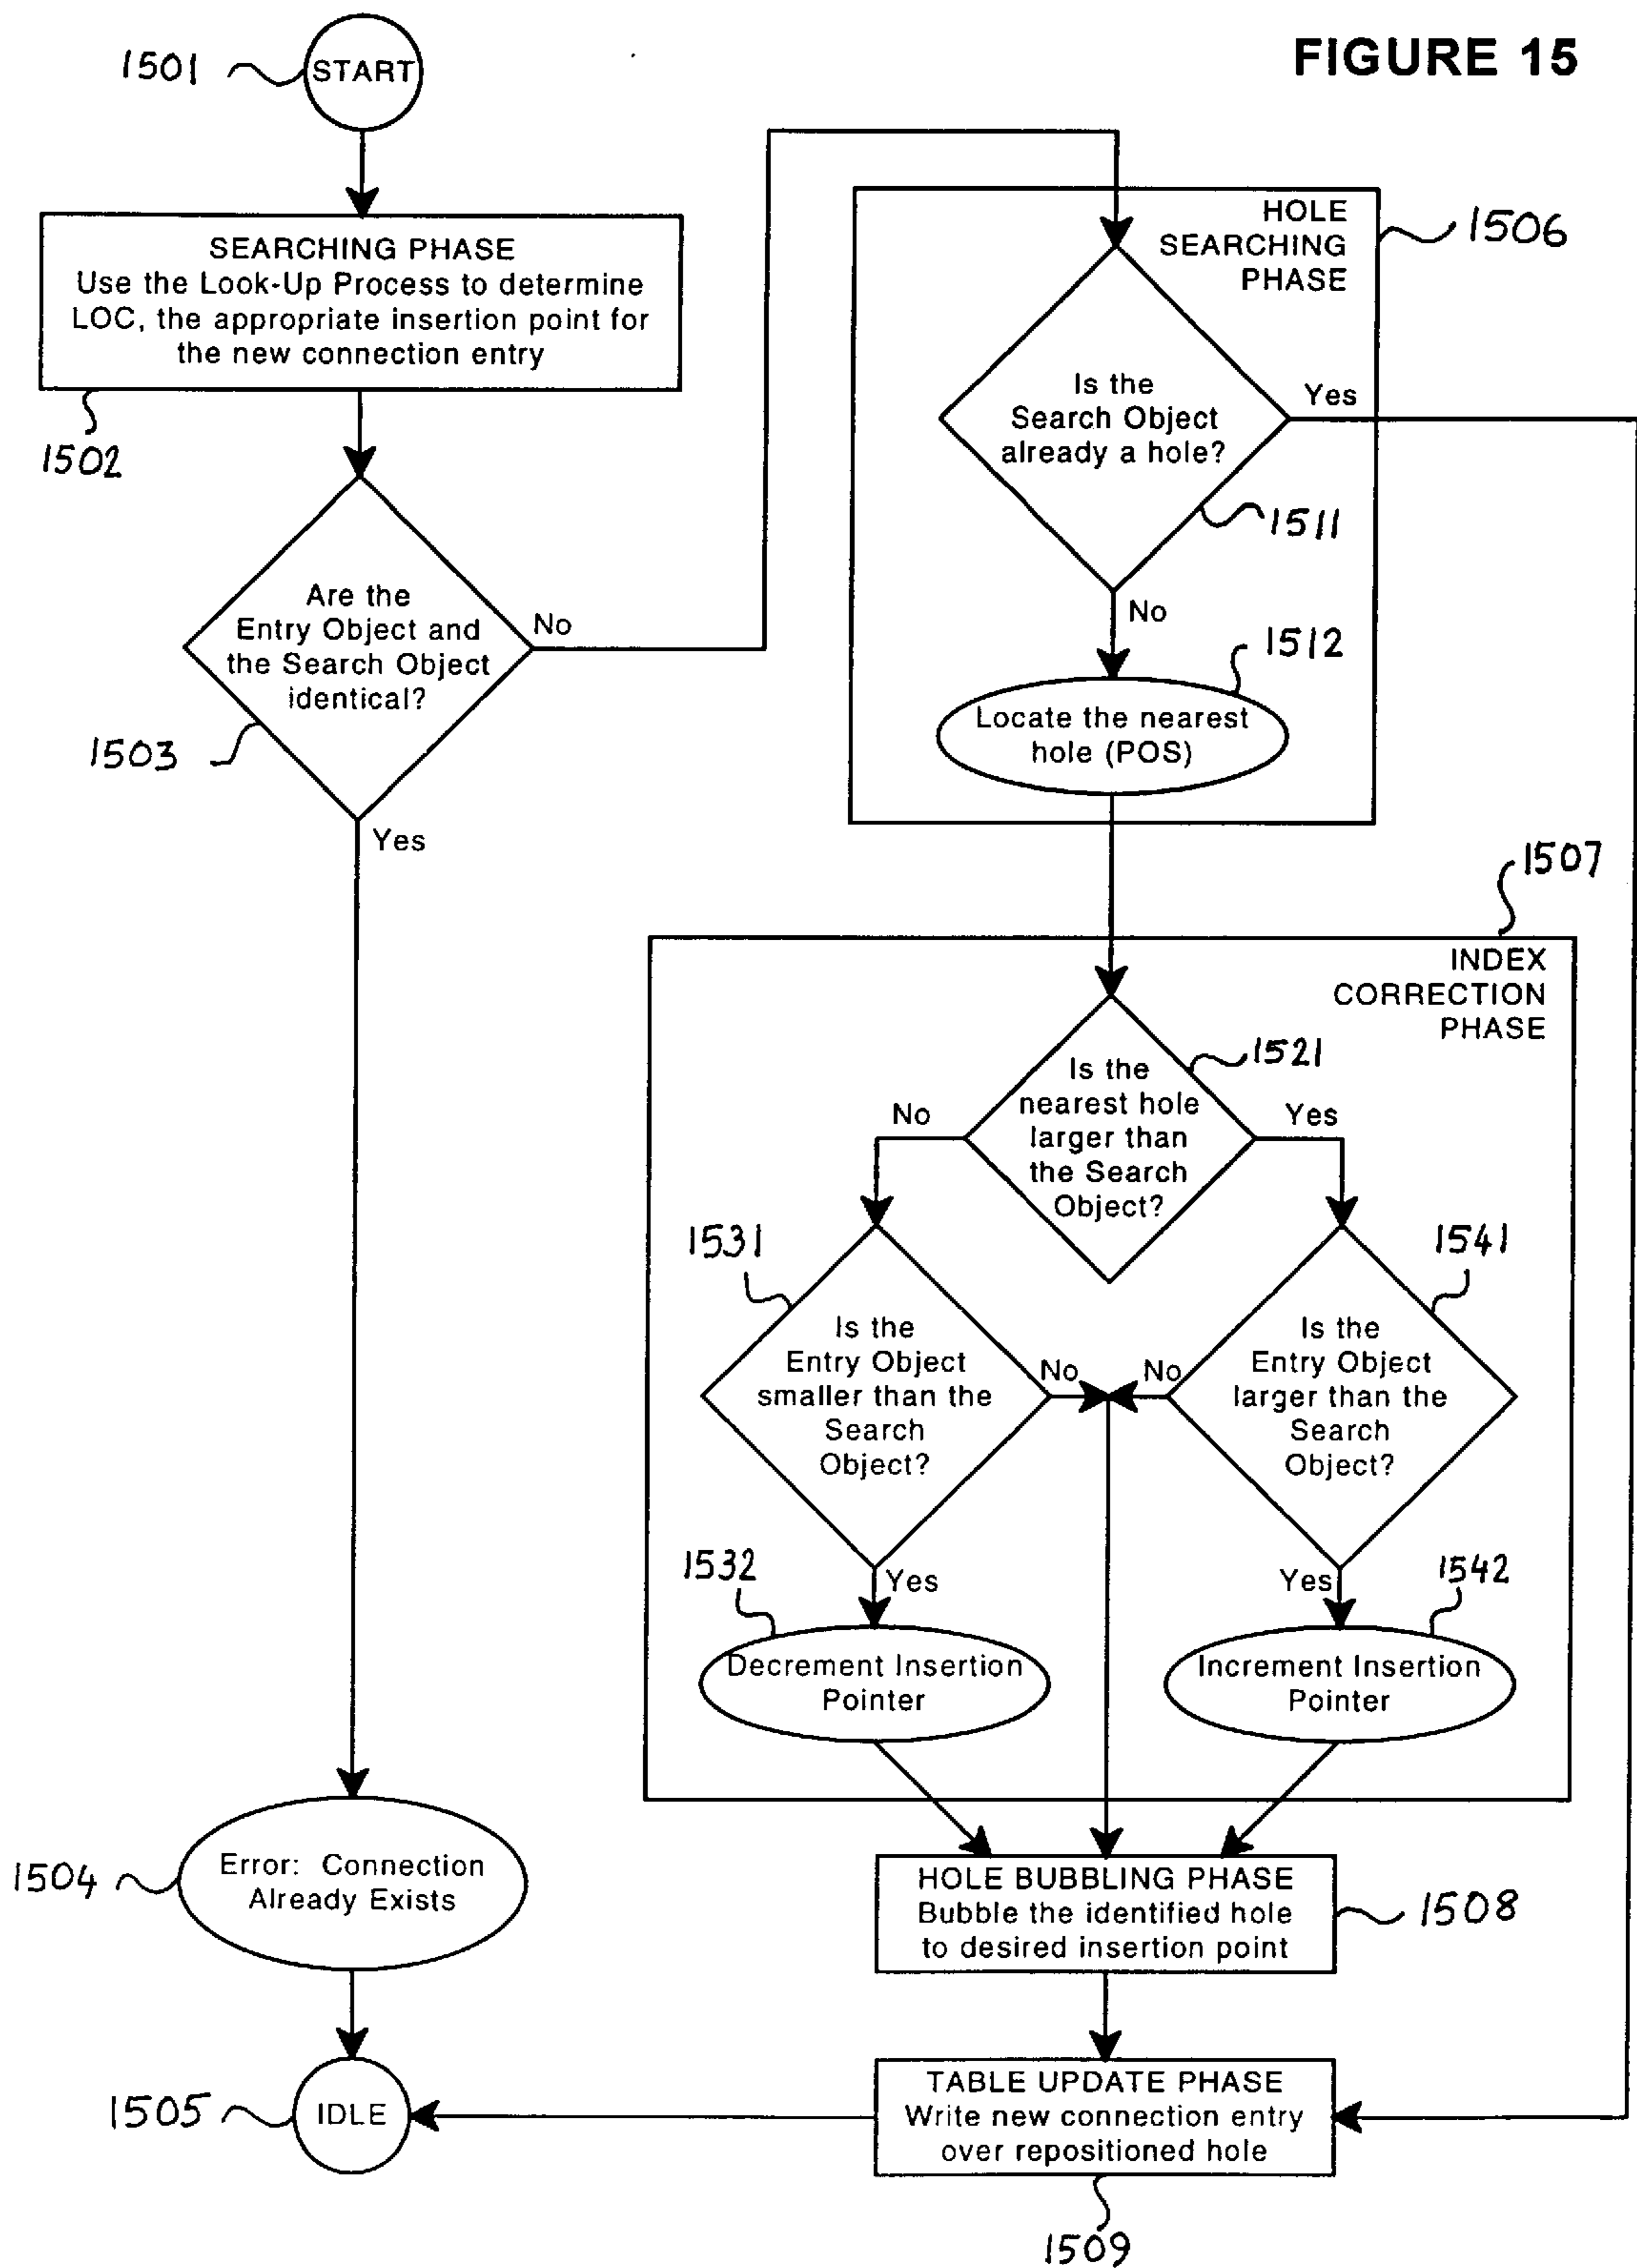 FIGURE 15
1501
START
SEARCHING PHASE
Use the Look-Up Process to determine
LOC, the appropriate insertion point for
the new connection entry
1502
Are the
Entry Object and
the Search Object
identical?
No
1503
Yes
HOLE
SEARCHING
PHASE
1506
Is the
Search Object
already a hole?
Yes
1511
No
1512
Locate the nearest
hole (POS)
1507
INDEX
CORRECTION
PHASE
1521
Is the
nearest hole
larger than
the Search
Object?
No
Yes
1531
Is the
Entry Object
smaller than the
Search
Object?
No
1541
Is the
Entry Object
larger than the
Search
Object?
No
1532
Yes
Decrement Insertion
Pointer
Yes
1542
Increment Insertion
Pointer
1504
Error: Connection
Already Exists
HOLE BUBBLING PHASE
Bubble the identified hole
to desired insertion point
1508
1505
IDLE
TABLE UPDATE PHASE
Write new connection entry
over repositioned hole
1509